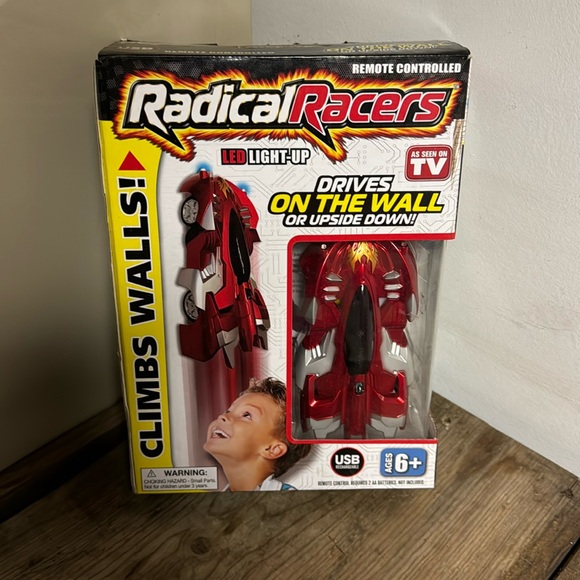 USB
REMOTE CONTROLLED
RadicalRacers
LED LIGHT-UP
AS SEEN ON
TV
DRIVES
ON THE WALL
OR UPSIDE DOWN!
CLIMBS WALLS!
WARNING:
CHOKING HAZARD - Small Parts
Not for children under 3 years.
USB
RECHARGEABLE
AGES 6+
REMOTE CONTROL REQUIRES 2 AA BATTERIES, NOT INCLUDED